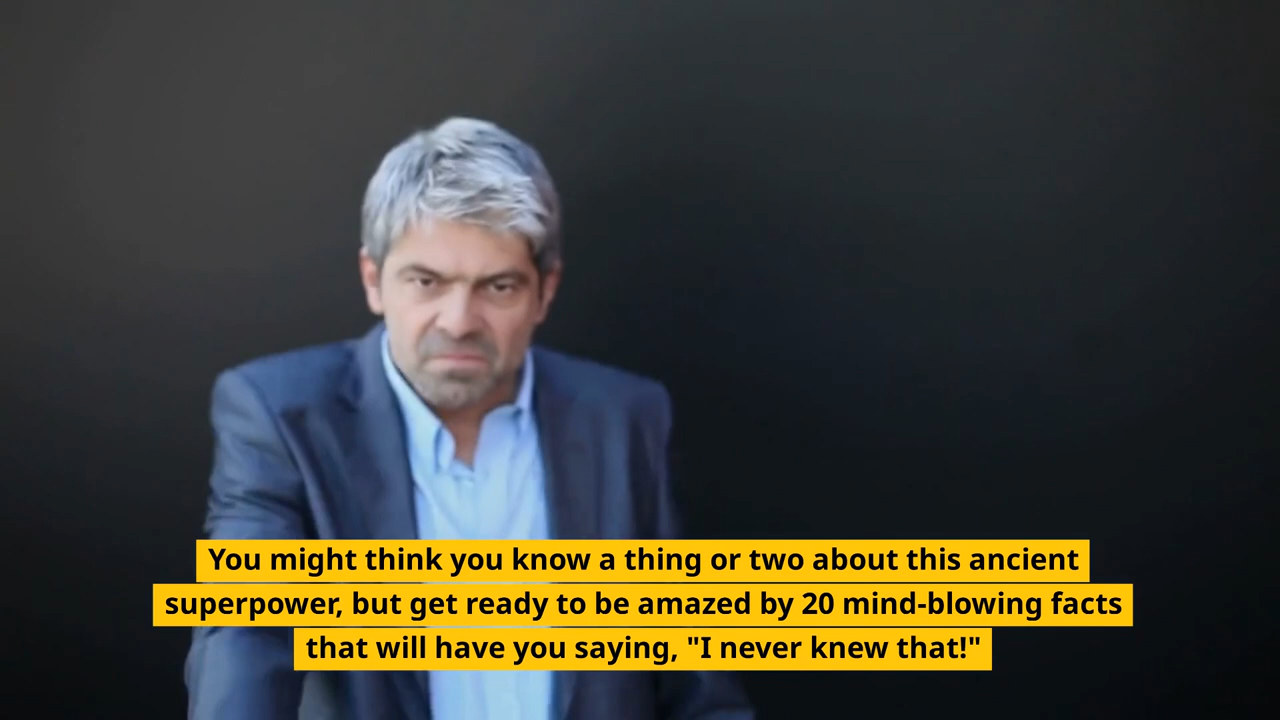 You might think you know a thing or two about this ancient
superpower, but get ready to be amazed by 20 mind-blowing facts
that will have you saying, "I never knew that!"